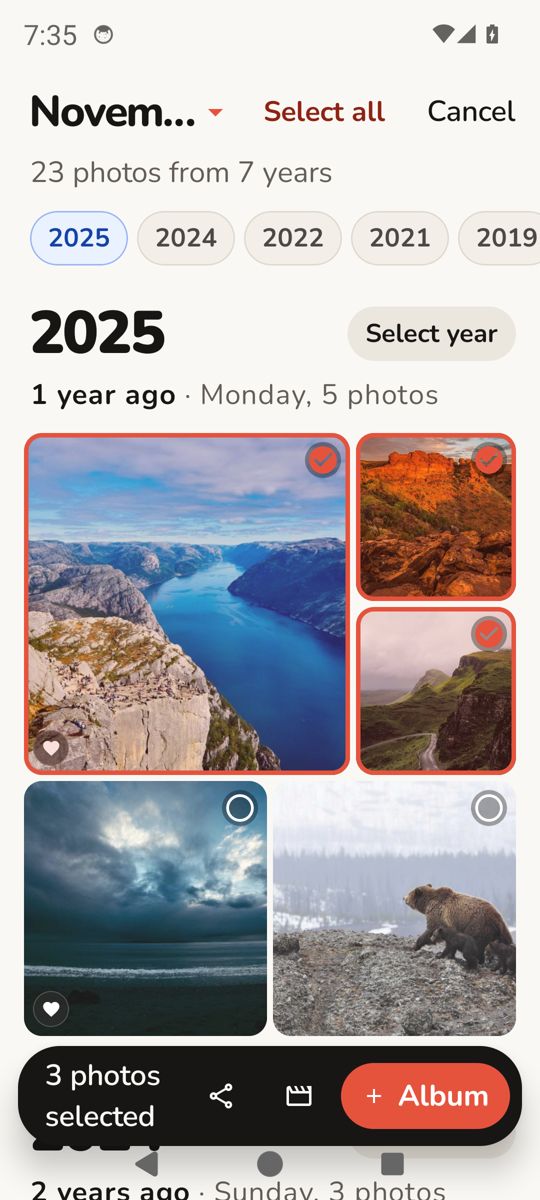 7:35
Novem...
Select all
Cancel
23 photos from 7 years
2025
2024
2022
2021
2019
2025
Select year
1 year ago · Monday, 5 photos
3 photos
selected
+ Album
2 years ago · Sunday, 3 photos